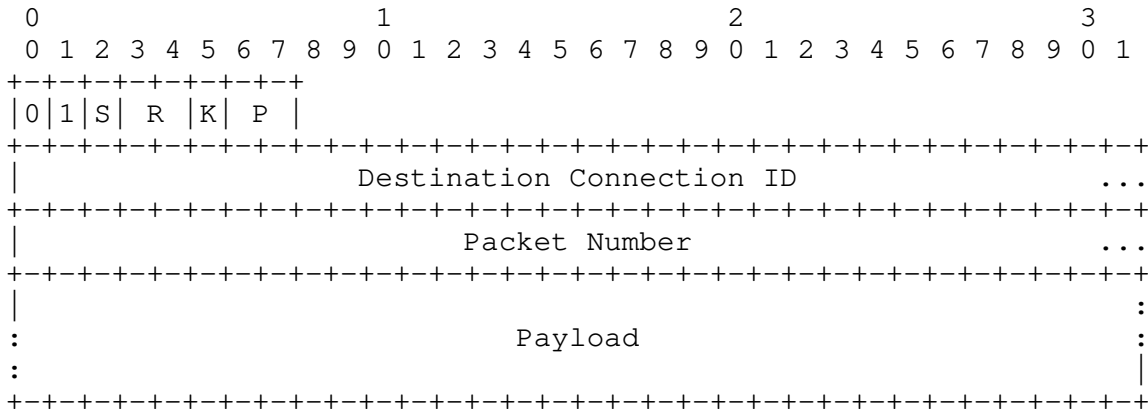 0                   1                   2                   3
 0 1 2 3 4 5 6 7 8 9 0 1 2 3 4 5 6 7 8 9 0 1 2 3 4 5 6 7 8 9 0 1
+-+-+-+-+-+-+-+-+
|0|1|S| R |K| P |
+-+-+-+-+-+-+-+-+-+-+-+-+-+-+-+-+-+-+-+-+-+-+-+-+-+-+-+-+-+-+-+-+
|                   Destination Connection ID                 ...
+-+-+-+-+-+-+-+-+-+-+-+-+-+-+-+-+-+-+-+-+-+-+-+-+-+-+-+-+-+-+-+-+
|                         Packet Number                       ...
+-+-+-+-+-+-+-+-+-+-+-+-+-+-+-+-+-+-+-+-+-+-+-+-+-+-+-+-+-+-+-+-+
|                                                               :
:                            Payload                            :
:                                                               |
+-+-+-+-+-+-+-+-+-+-+-+-+-+-+-+-+-+-+-+-+-+-+-+-+-+-+-+-+-+-+-+-+